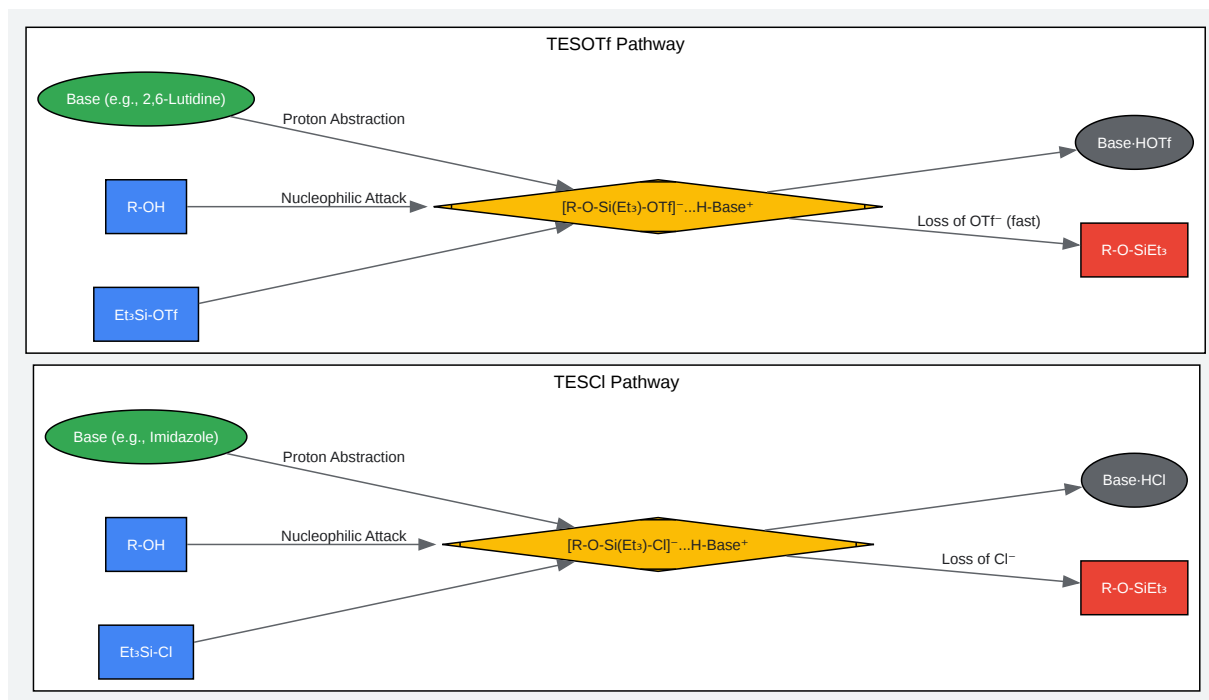 TESOTf Pathway
Base (e.g., 2,6-Lutidine)
Proton Abstraction
Base·HOTf
R-OH
Nucleophilic Attack
[R-O-Si(Et₃)-OTf]⁻...H-Base⁺
Loss of OTf⁻ (fast)
R-O-SiEt₃
Et₃Si-OTf
TESCl Pathway
Base (e.g., Imidazole)
Proton Abstraction
Base·HCl
R-OH
Nucleophilic Attack
[R-O-Si(Et₃)-Cl]⁻...H-Base⁺
Loss of Cl⁻
R-O-SiEt₃
Et₃Si-Cl